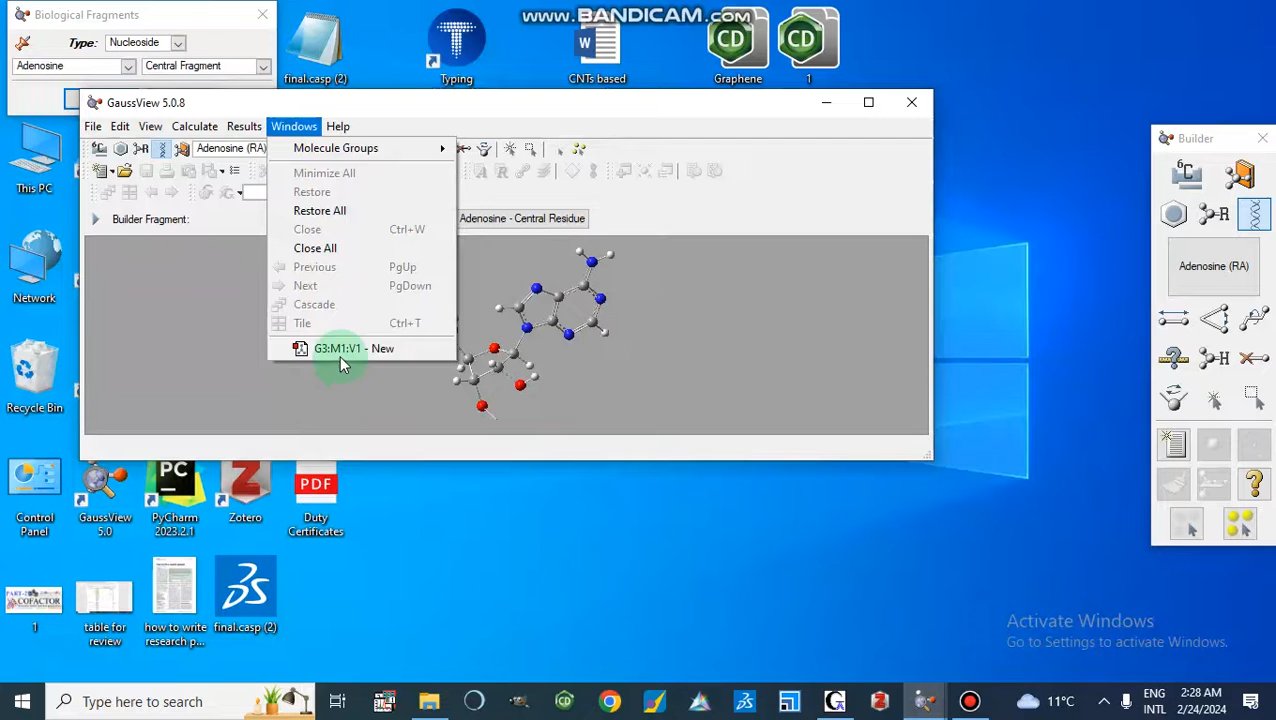 www.BANDICAM.com
Biological Fragments
Type: Nucleoside
Adenosine
Central Fragment
final.casp (2)
Typing
CNTs based
Graphene
1
GaussView 5.0.8
File Edit View Calculate Results Windows Help
Adenosine (RA)
Builder Fragment:
Adenosine - Central Residue
Molecule Groups
Minimize All
Restore
Restore All
Close Ctrl+W
Close All
Previous PgUp
Next PgDown
Cascade
Tile Ctrl+T
G3:M1:V1 - New
Builder
6C
R
Adenosine (RA)
H
This PC
Network
Recycle Bin
Control
Panel
GaussView
5.0
PC
PyCharm
2023.2.1
Zotero
PDF
Duty
Certificates
1
table for
review
how to write
research p...
final.casp (2)
Activate Windows
Go to Settings to activate Windows.
Type here to search
11°C
ENG
INTL
2:28 AM
2/24/2024